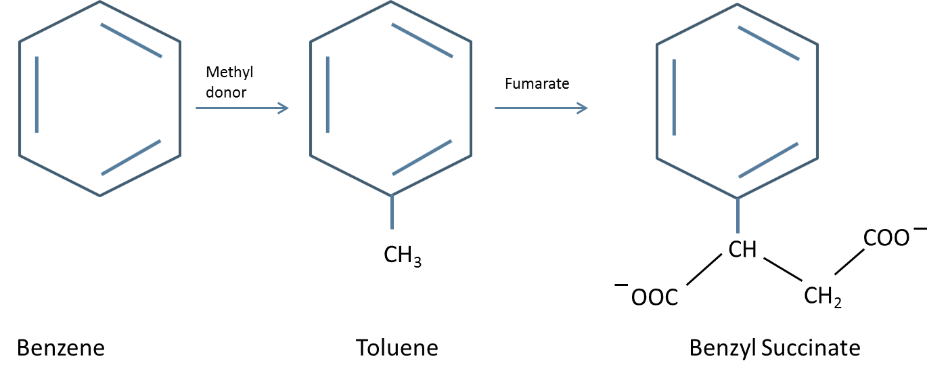 Methyl
donor
Fumarate
CH₃
CH
COO⁻
⁻OOC
CH₂
Benzene
Toluene
Benzyl Succinate